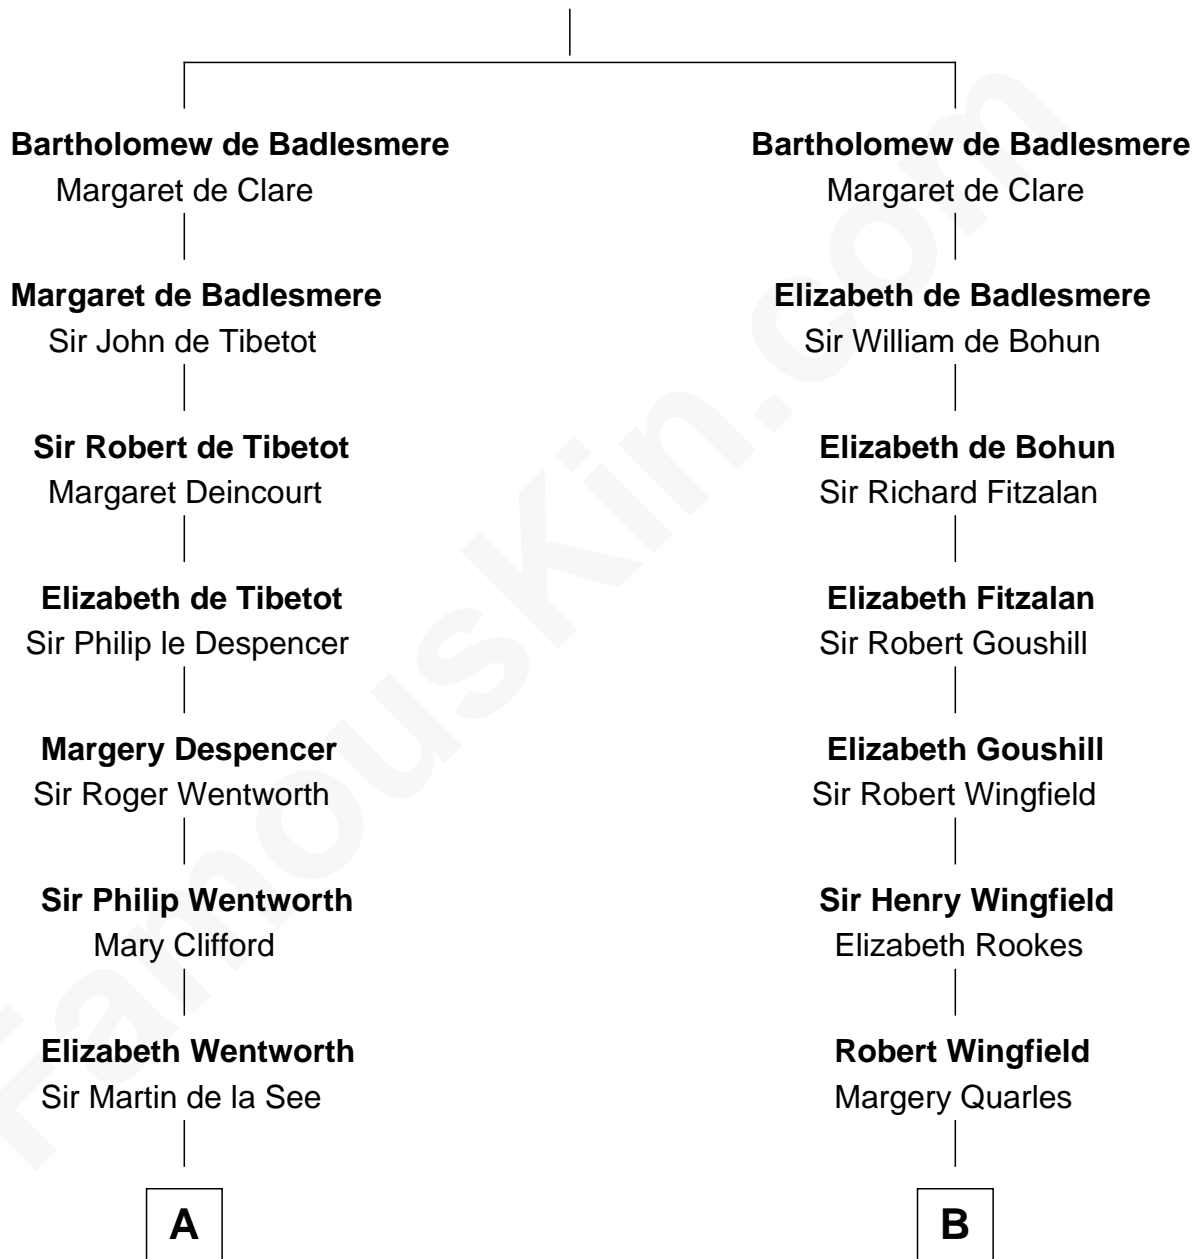 Bartholomew de Badlesmere
Margaret de Clare
Margaret de Badlesmere
Sir John de Tibetot
Sir Robert de Tibetot
Margaret Deincourt
Elizabeth de Tibetot
Sir Philip le Despencer
Margery Despencer
Sir Roger Wentworth
Sir Philip Wentworth
Mary Clifford
Elizabeth Wentworth
Sir Martin de la See
A
Bartholomew de Badlesmere
Margaret de Clare
Elizabeth de Badlesmere
Sir William de Bohun
Elizabeth de Bohun
Sir Richard Fitzalan
Elizabeth Fitzalan
Sir Robert Goushill
Elizabeth Goushill
Sir Robert Wingfield
Sir Henry Wingfield
Elizabeth Rookes
Robert Wingfield
Margery Quarles
B
FamousKin.com